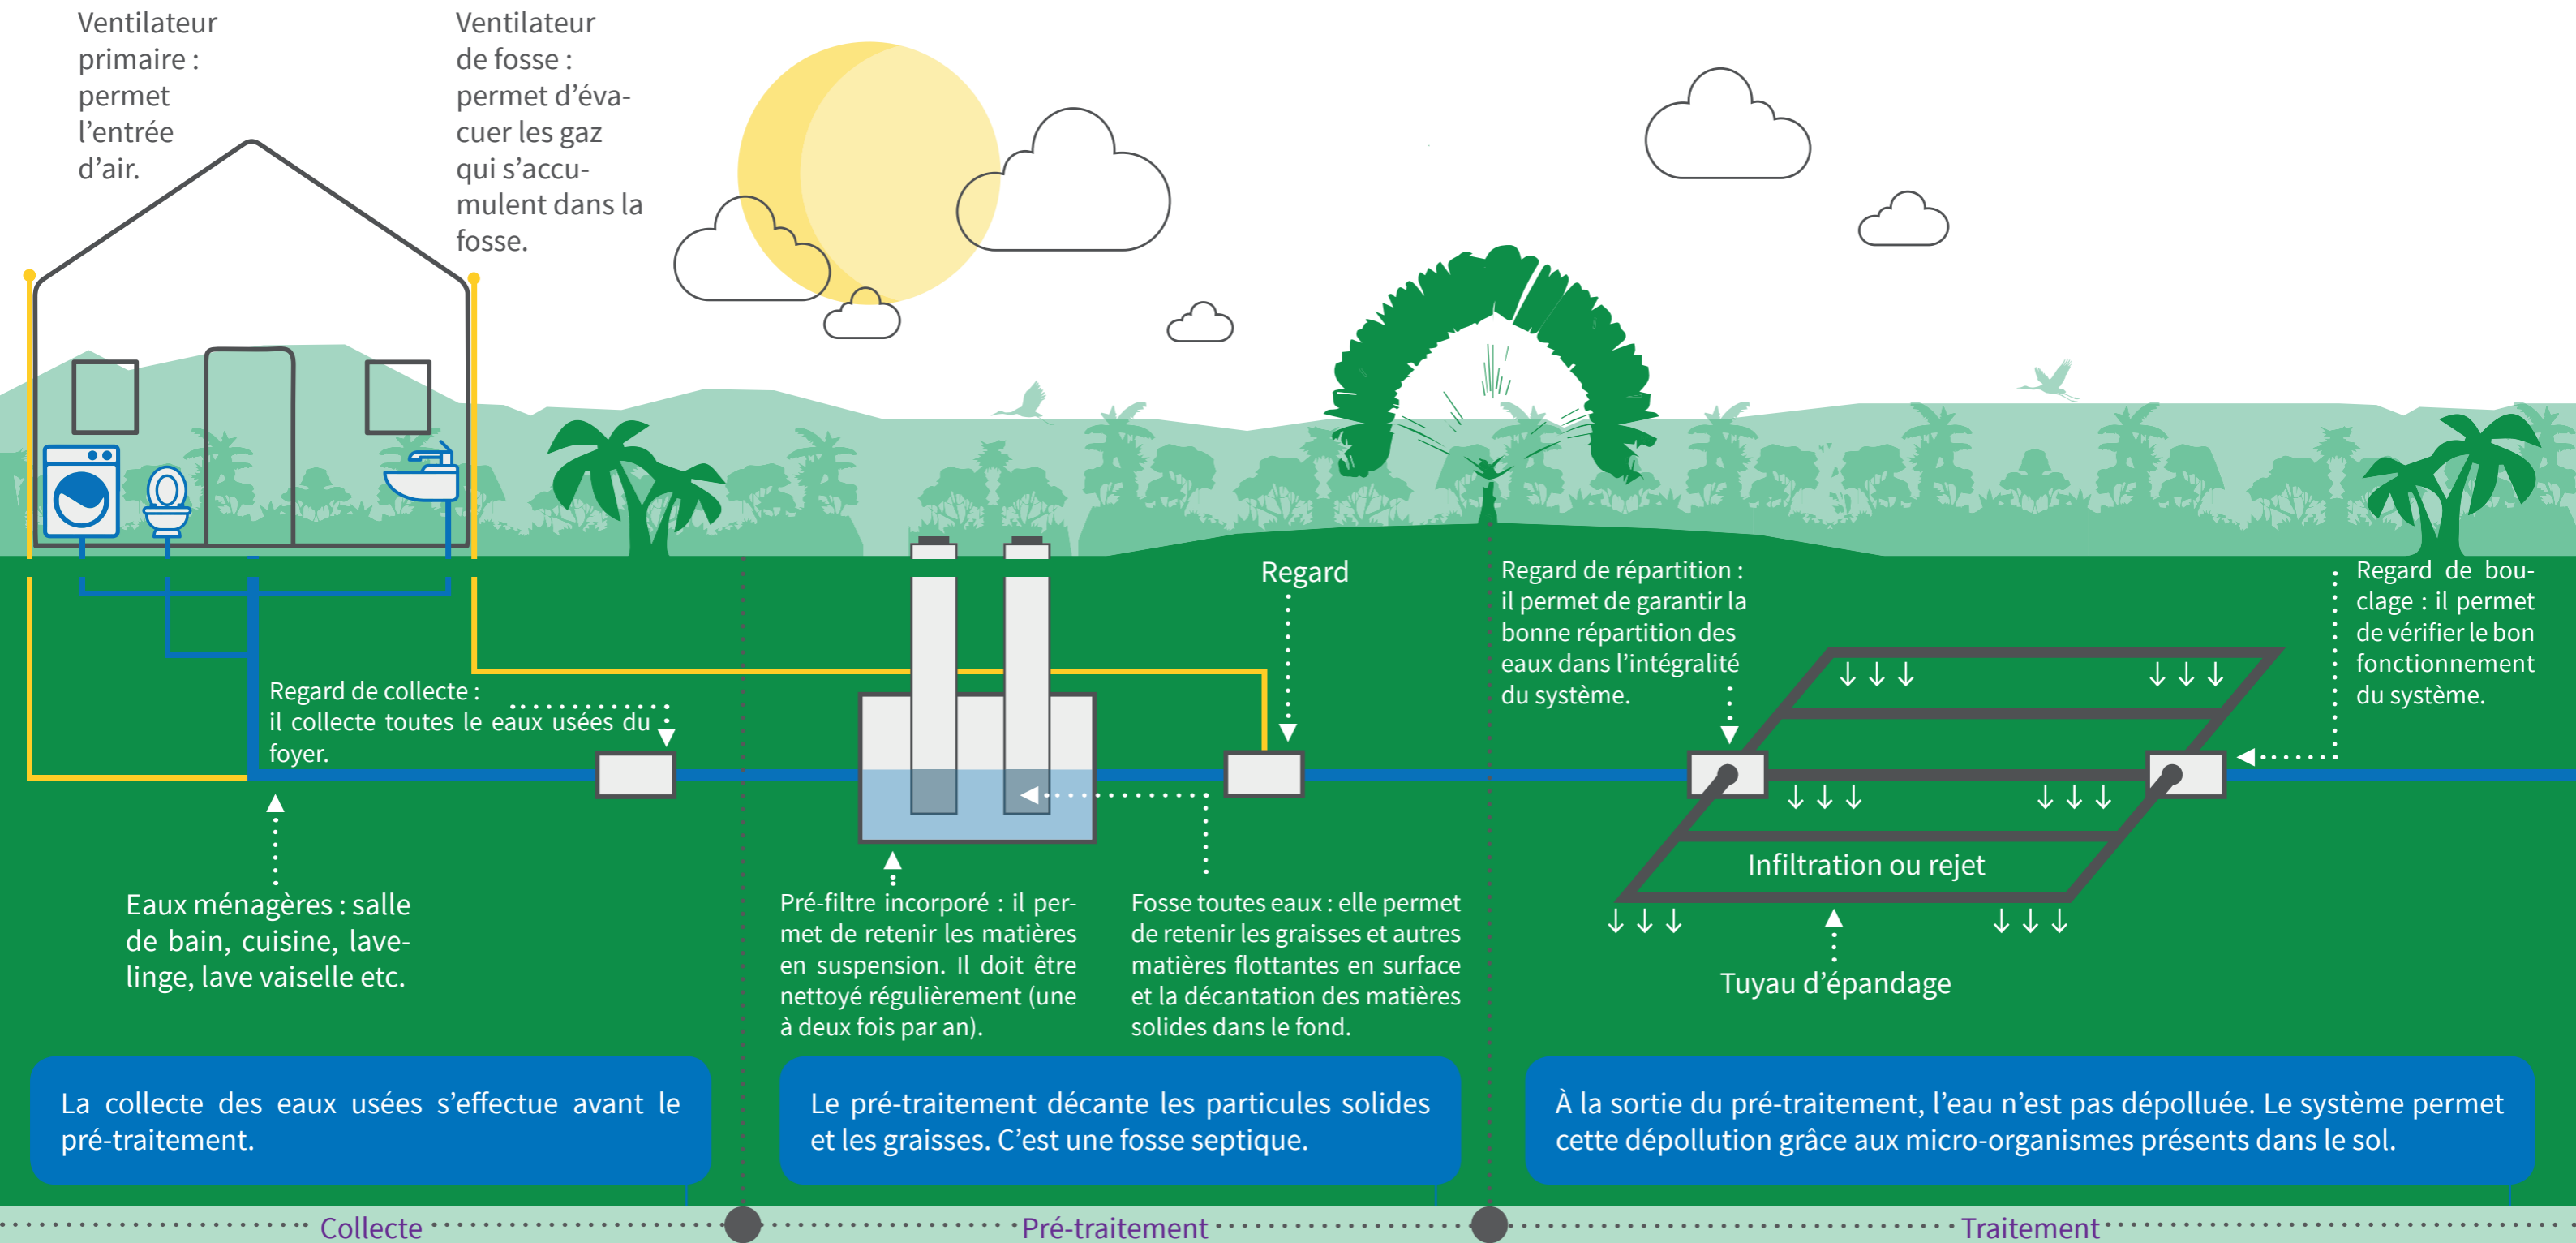 Ventilateur
primaire :
permet
l’entrée
d’air.
Ventilateur
de fosse :
permet d’éva-
cuer les gaz
qui s’accu-
mulent dans la
fosse.
Regard de collecte :
il collecte toutes le eaux usées du
foyer.
Eaux ménagères : salle
de bain, cuisine, lave-
linge, lave vaiselle etc.
Regard
Pré-filtre incorporé : il per-
met de retenir les matières
en suspension. Il doit être
nettoyé régulièrement (une
à deux fois par an).
Fosse toutes eaux : elle permet
de retenir les graisses et autres
matières flottantes en surface
et la décantation des matières
solides dans le fond.
Regard de répartition :
il permet de garantir la
bonne répartition des
eaux dans l’intégralité
du système.
Regard de bou-
clage : il permet
de vérifier le bon
fonctionnement
du système.
Infiltration ou rejet
Tuyau d’épandage
La collecte des eaux usées s’effectue avant le
pré-traitement.
Le pré-traitement décante les particules solides
et les graisses. C’est une fosse septique.
À la sortie du pré-traitement, l’eau n’est pas dépolluée. Le système permet
cette dépollution grâce aux micro-organismes présents dans le sol.
Collecte
Pré-traitement
Traitement